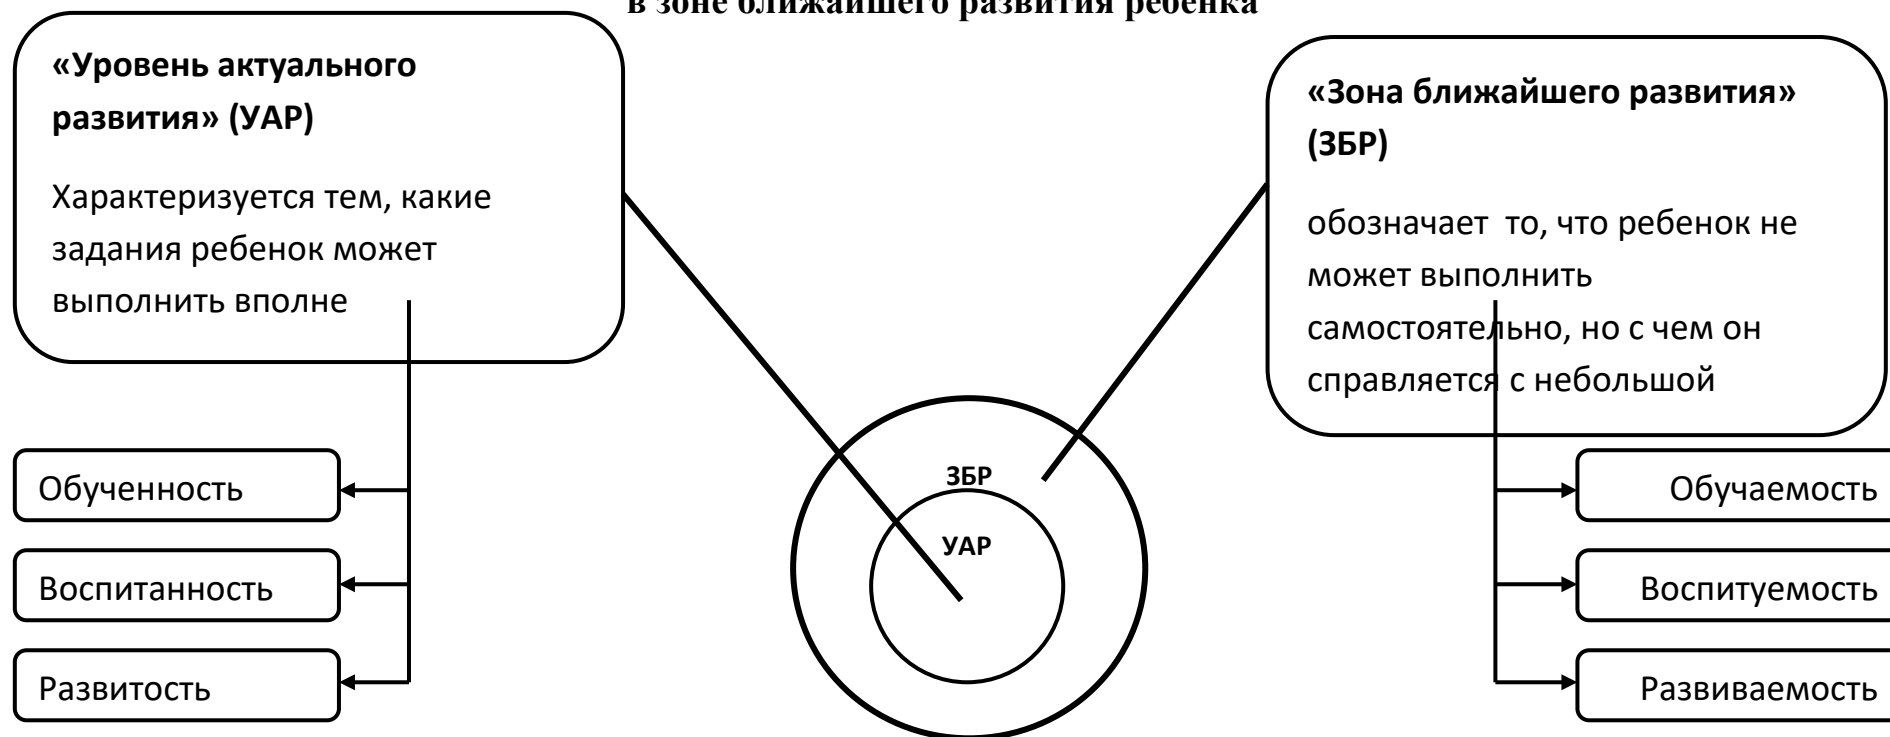 в зоне ближайшего развития ребенка
«Уровень актуального
развития» (УАР)
Характеризуется тем, какие
задания ребенок может
выполнить вполне
«Зона ближайшего развития»
(ЗБР)
обозначает то, что ребенок не
может выполнить
самостоятельно, но с чем он
справляется с небольшой
ЗБР
УАР
Обученность
Воспитанность
Развитость
Обучаемость
Воспитуемость
Развиваемость